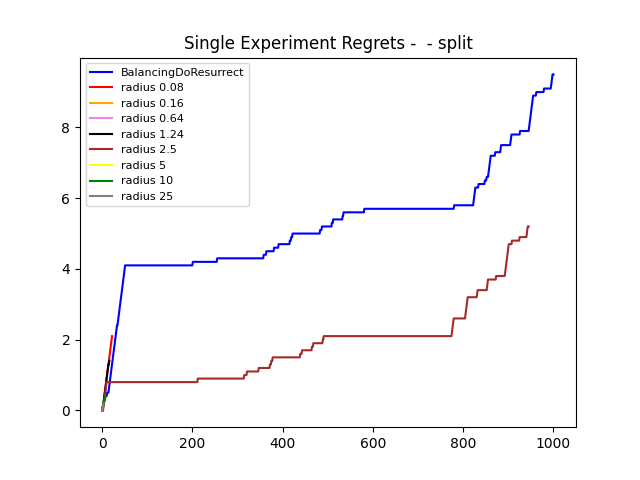 Single Experiment Regrets -  - split
BalancingDoResurrect
radius 0.08
radius 0.16
radius 0.64
radius 1.24
radius 2.5
radius 5
radius 10
radius 25
8
6
4
2
0
0 200 400 600 800 1000